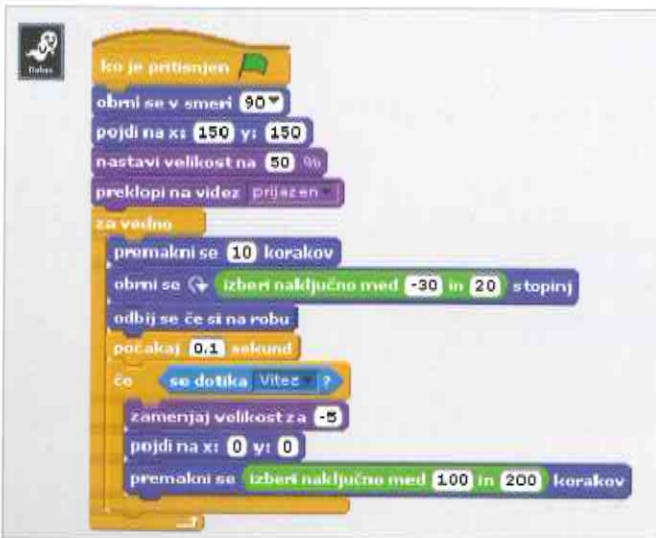 ko je pritisnjen
obrni se v smeri 90
pojdi na x: 150 y: 150
nastavi velikost na 50 %
preklopi na videz prijazen
za vedno
premakni se 10 korakov
obrni se izberi naključno med -30 in 20 stopinj
odbij se če si na robu
počakaj 0.1 sekund
če se dotika Vitez ?
zamenjaj velikost za -5
pojdi na x: 0 y: 0
premakni se izberi naključno med 100 in 200 korakov